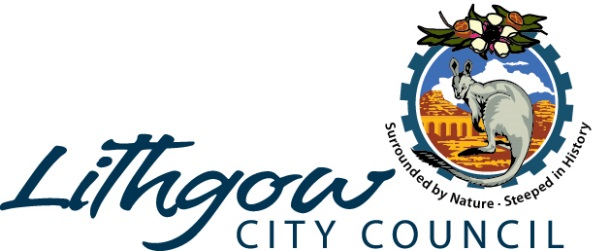 Surrounded by Nature · Steeped in History
Lithgow
CITY COUNCIL